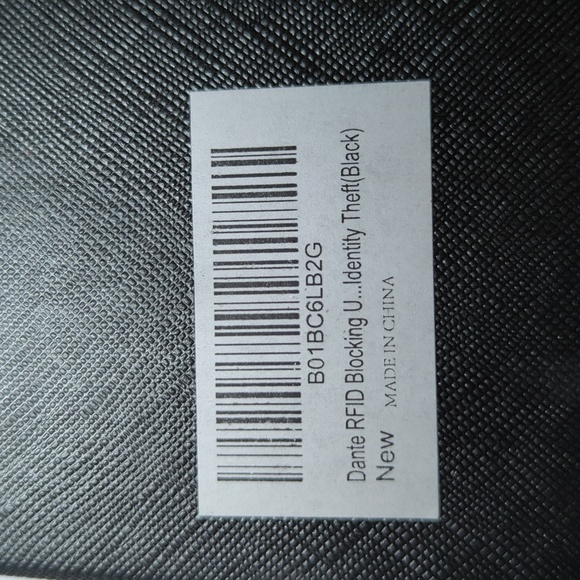 B01BC6LB2G
Dante RFID Blocking U...Identity Theft(Black)
New MADE IN CHINA